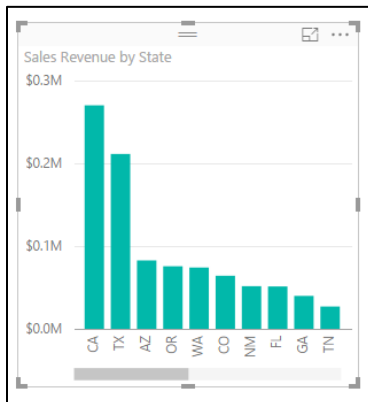 Sales Revenue by State
$0.3M
$0.2M
$0.1M
$0.0M
CA TX AZ OR WA CO NM FL GA TN